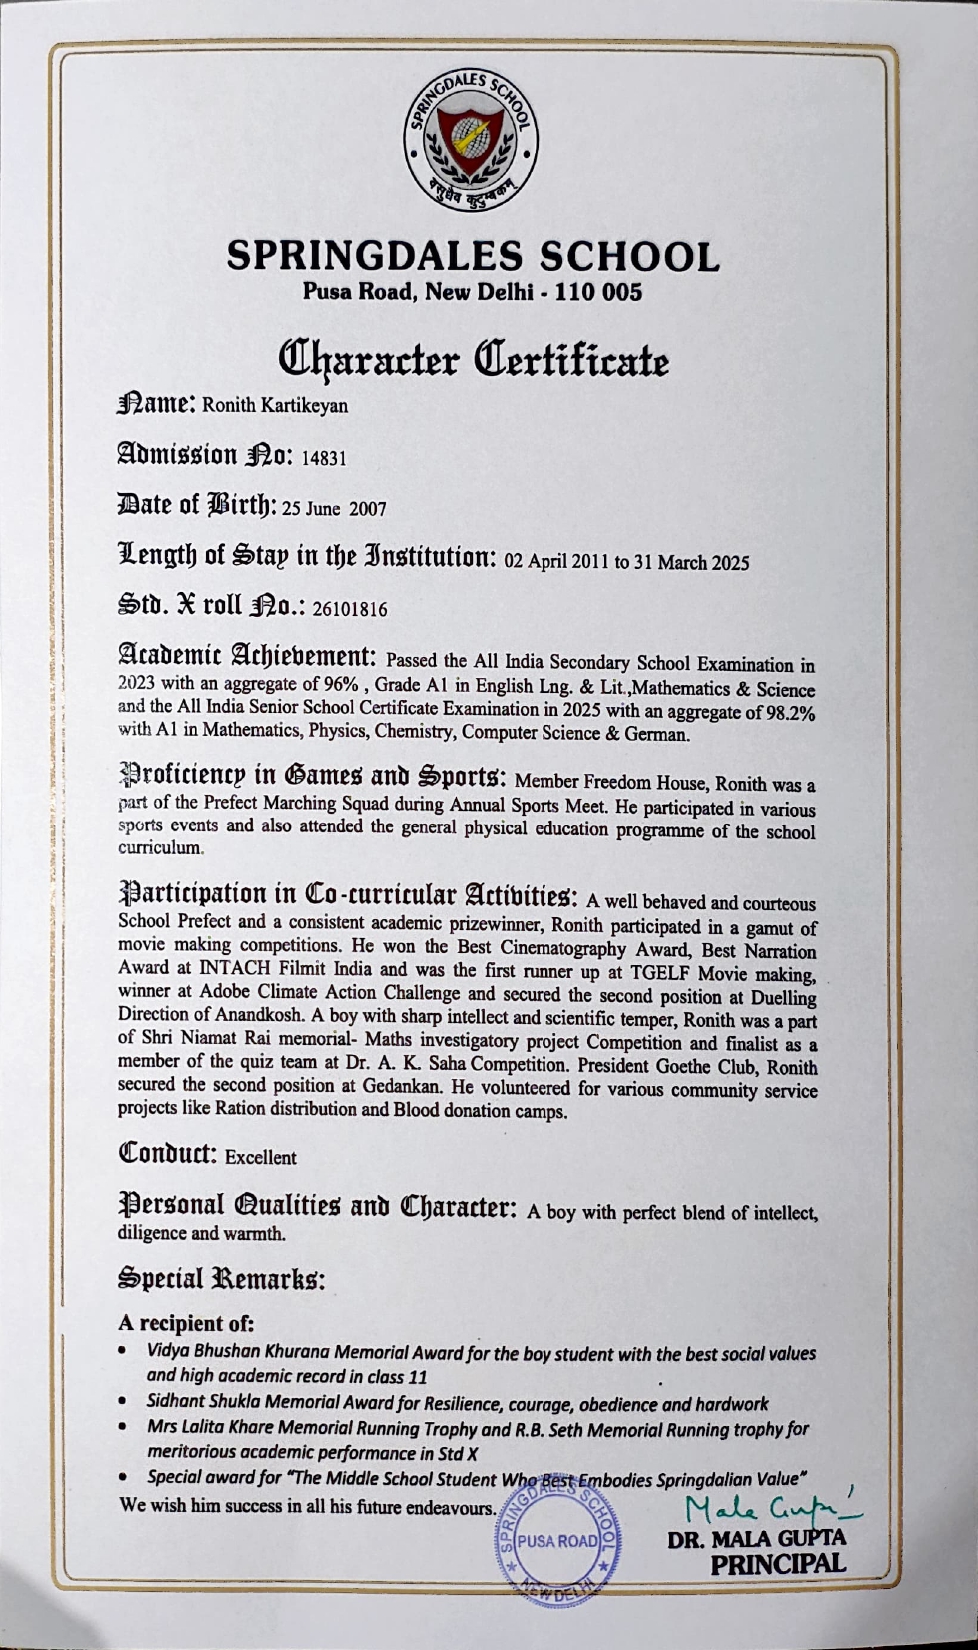 SPRINGDALES SCHOOL
वसुधैव कुटुम्बकम्
SPRINGDALES SCHOOL
Pusa Road, New Delhi - 110 005
Character Certificate
Name: Ronith Kartikeyan
Admission No: 14831
Date of Birth: 25 June 2007
Length of Stay in the Institution: 02 April 2011 to 31 March 2025
Std. X roll No.: 26101816
Academic Achievement: Passed the All India Secondary School Examination in
2023 with an aggregate of 96% , Grade A1 in English Lng. & Lit.,Mathematics & Science
and the All India Senior School Certificate Examination in 2025 with an aggregate of 98.2%
with A1 in Mathematics, Physics, Chemistry, Computer Science & German.
Proficiency in Games and Sports: Member Freedom House, Ronith was a
part of the Prefect Marching Squad during Annual Sports Meet. He participated in various
sports events and also attended the general physical education programme of the school
curriculum.
Participation in Co-curricular Activities: A well behaved and courteous
School Prefect and a consistent academic prizewinner, Ronith participated in a gamut of
movie making competitions. He won the Best Cinematography Award, Best Narration
Award at INTACH Filmit India and was the first runner up at TGELF Movie making,
winner at Adobe Climate Action Challenge and secured the second position at Duelling
Direction of Anandkosh. A boy with sharp intellect and scientific temper, Ronith was a part
of Shri Niamat Rai memorial- Maths investigatory project Competition and finalist as a
member of the quiz team at Dr. A. K. Saha Competition. President Goethe Club, Ronith
secured the second position at Gedankan. He volunteered for various community service
projects like Ration distribution and Blood donation camps.
Conduct: Excellent
Personal Qualities and Character: A boy with perfect blend of intellect,
diligence and warmth.
Special Remarks:
A recipient of:
• Vidya Bhushan Khurana Memorial Award for the boy student with the best social values
and high academic record in class 11
• Sidhant Shukla Memorial Award for Resilience, courage, obedience and hardwork
• Mrs Lalita Khare Memorial Running Trophy and R.B. Seth Memorial Running trophy for
meritorious academic performance in Std X
• Special award for “The Middle School Student Who Best Embodies Springdalian Value”
We wish him success in all his future endeavours.
SPRINGDALES SCHOOL
PUSA ROAD
NEW DELHI
Mala Gupta
DR. MALA GUPTA
PRINCIPAL